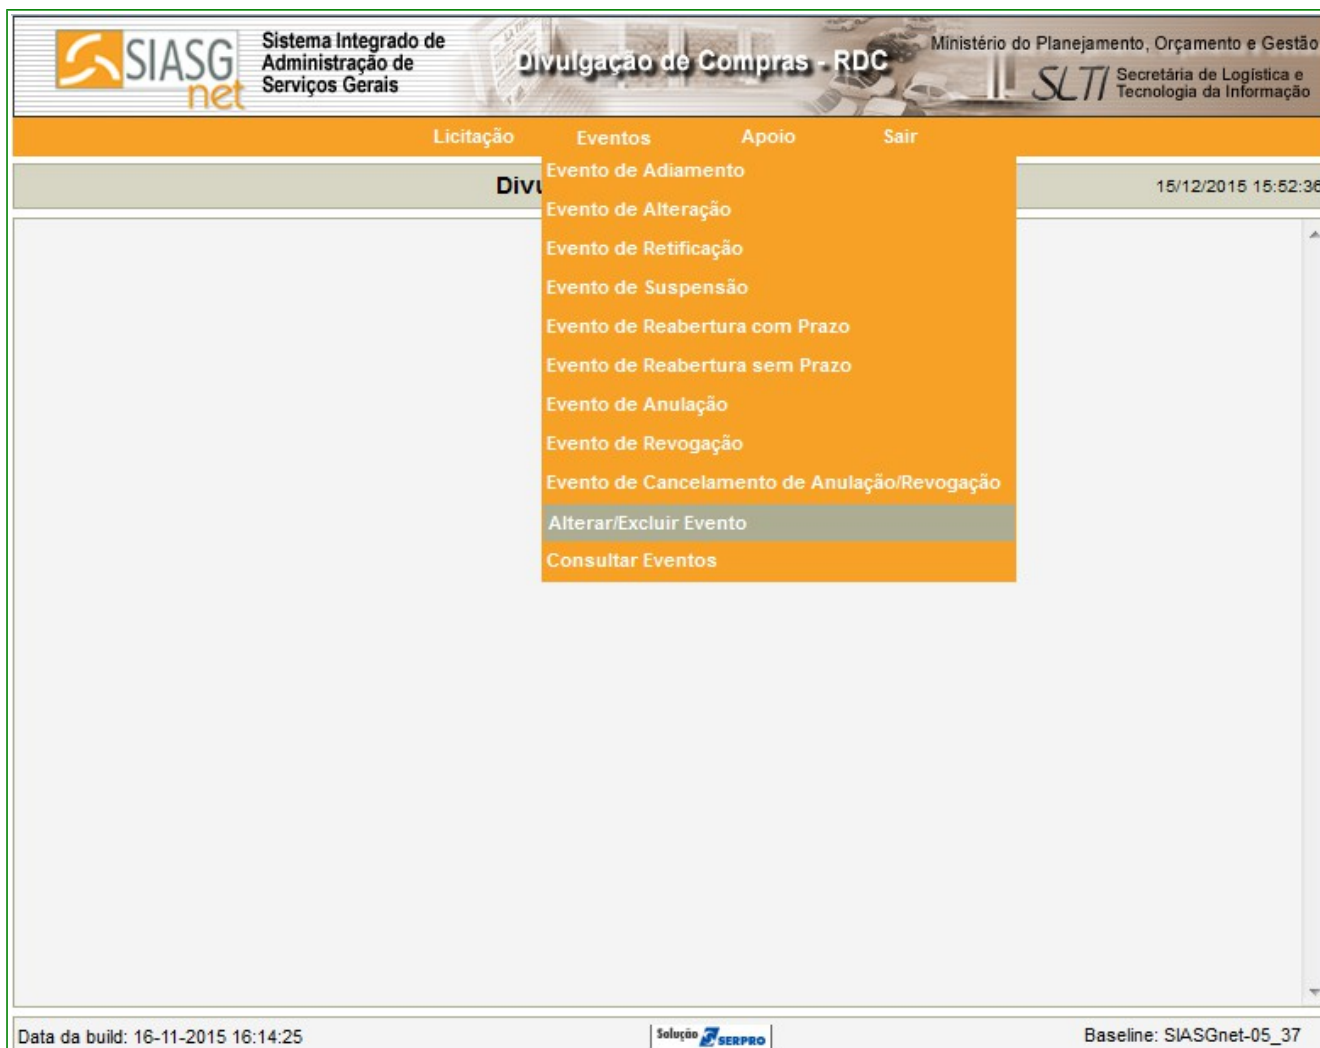 SIASG
net
Sistema Integrado de
Administração de
Serviços Gerais
Divulgação de Compras - RDC
Ministério do Planejamento, Orçamento e Gestão
SLTI
Secretária de Logística e
Tecnologia da Informação
Licitação Eventos Apoio Sair
Divu
15/12/2015 15:52:36
Evento de Adiamento
Evento de Alteração
Evento de Retificação
Evento de Suspensão
Evento de Reabertura com Prazo
Evento de Reabertura sem Prazo
Evento de Anulação
Evento de Revogação
Evento de Cancelamento de Anulação/Revogação
Alterar/Excluir Evento
Consultar Eventos
Data da build: 16-11-2015 16:14:25
Solução SERPRO
Baseline: SIASGnet-05_37